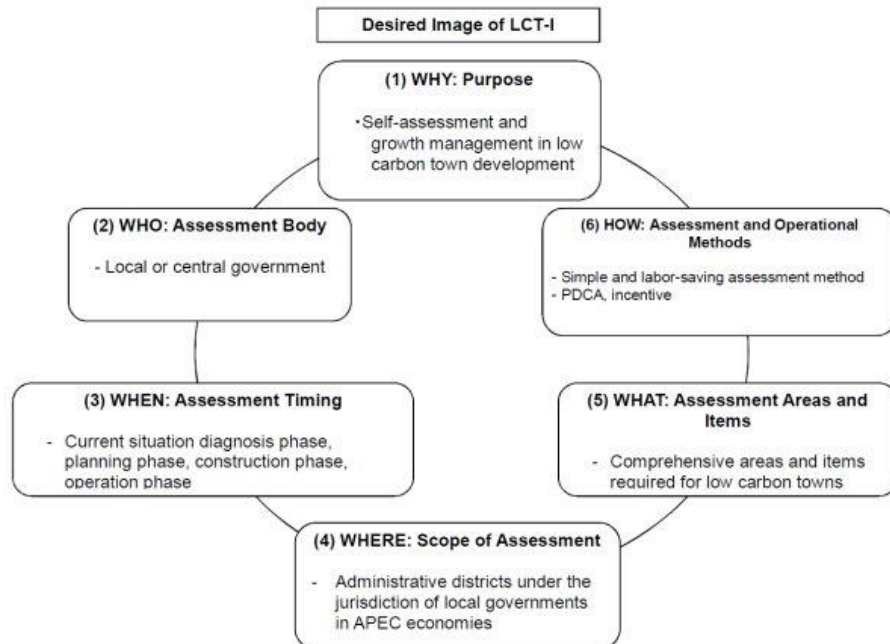 Desired Image of LCT-I
(1) WHY: Purpose
・Self-assessment and
growth management in low
carbon town development
(2) WHO: Assessment Body
- Local or central government
(3) WHEN: Assessment Timing
- Current situation diagnosis phase,
planning phase, construction phase,
operation phase
(4) WHERE: Scope of Assessment
- Administrative districts under the
jurisdiction of local governments
in APEC economies
(5) WHAT: Assessment Areas and
Items
- Comprehensive areas and items
required for low carbon towns
(6) HOW: Assessment and Operational
Methods
- Simple and labor-saving assessment method
- PDCA, incentive